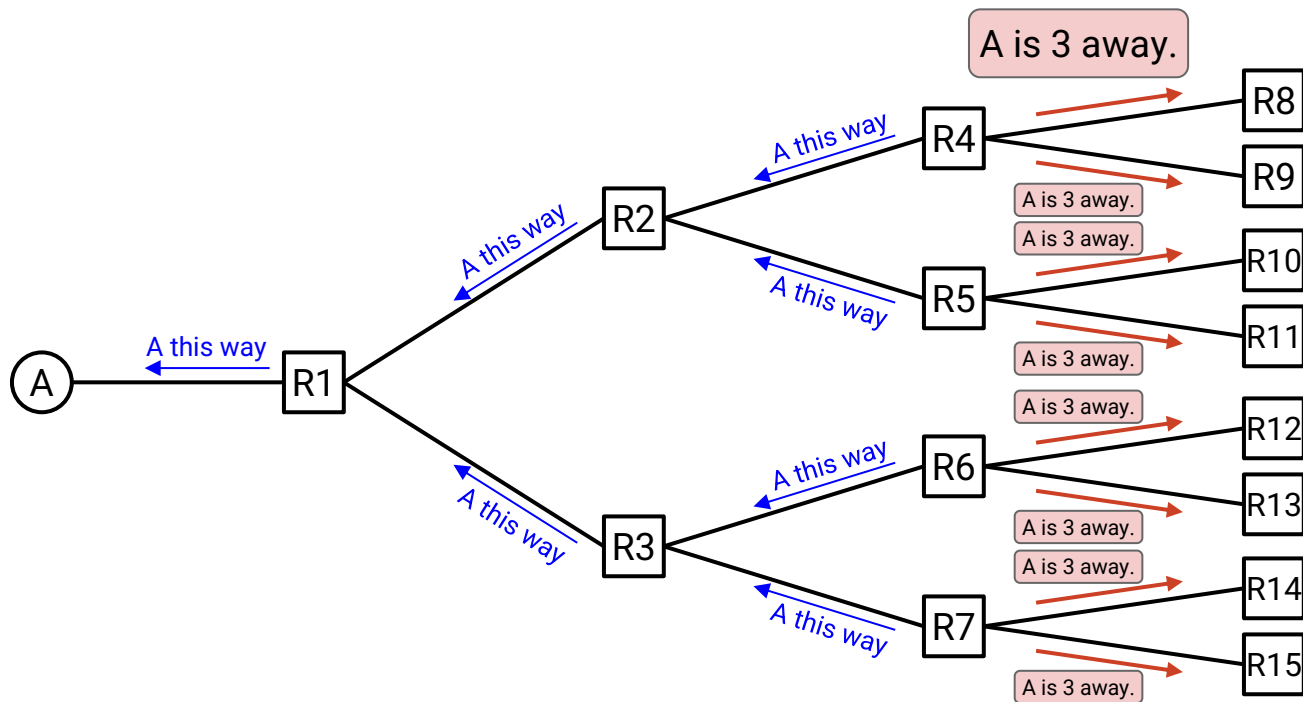 A is 3 away.
R8
A this way
R4
R9
A is 3 away.
R2
A this way
A is 3 away.
R10
A this way
R5
R11
A this way
A is 3 away.
A
R1
A is 3 away.
R12
A this way
R6
A this way
R13
A is 3 away.
R3
A is 3 away.
R14
A this way
R7
R15
A is 3 away.